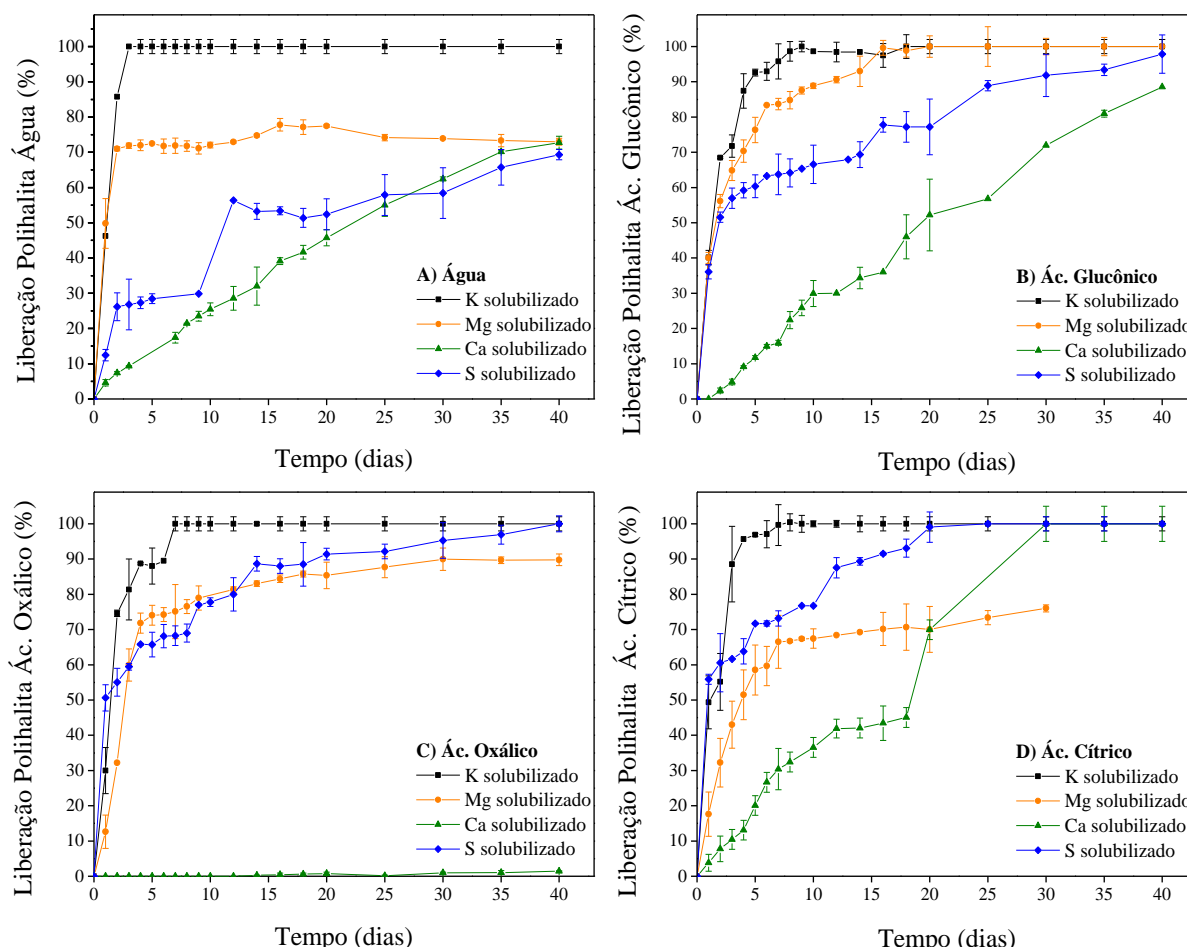 Liberação Polihalita Água (%)
100
90
80
70
60
50
40
30
20
10
0
A) Água
K solubilizado
Mg solubilizado
Ca solubilizado
S solubilizado
0 5 10 15 20 25 30 35 40
Tempo (dias)
Liberação Polihalita Ác. Glucônico (%)
100
90
80
70
60
50
40
30
20
10
0
B) Ác. Glucônico
K solubilizado
Mg solubilizado
Ca solubilizado
S solubilizado
0 5 10 15 20 25 30 35 40
Tempo (dias)
Liberação Polihalita Ác. Oxálico (%)
100
90
80
70
60
50
40
30
20
10
0
C) Ác. Oxálico
K solubilizado
Mg solubilizado
Ca solubilizado
S solubilizado
0 5 10 15 20 25 30 35 40
Tempo (dias)
Liberação Polihalita Ác. Cítrico (%)
100
90
80
70
60
50
40
30
20
10
0
D) Ác. Cítrico
K solubilizado
Mg solubilizado
Ca solubilizado
S solubilizado
0 5 10 15 20 25 30 35 40
Tempo (dias)